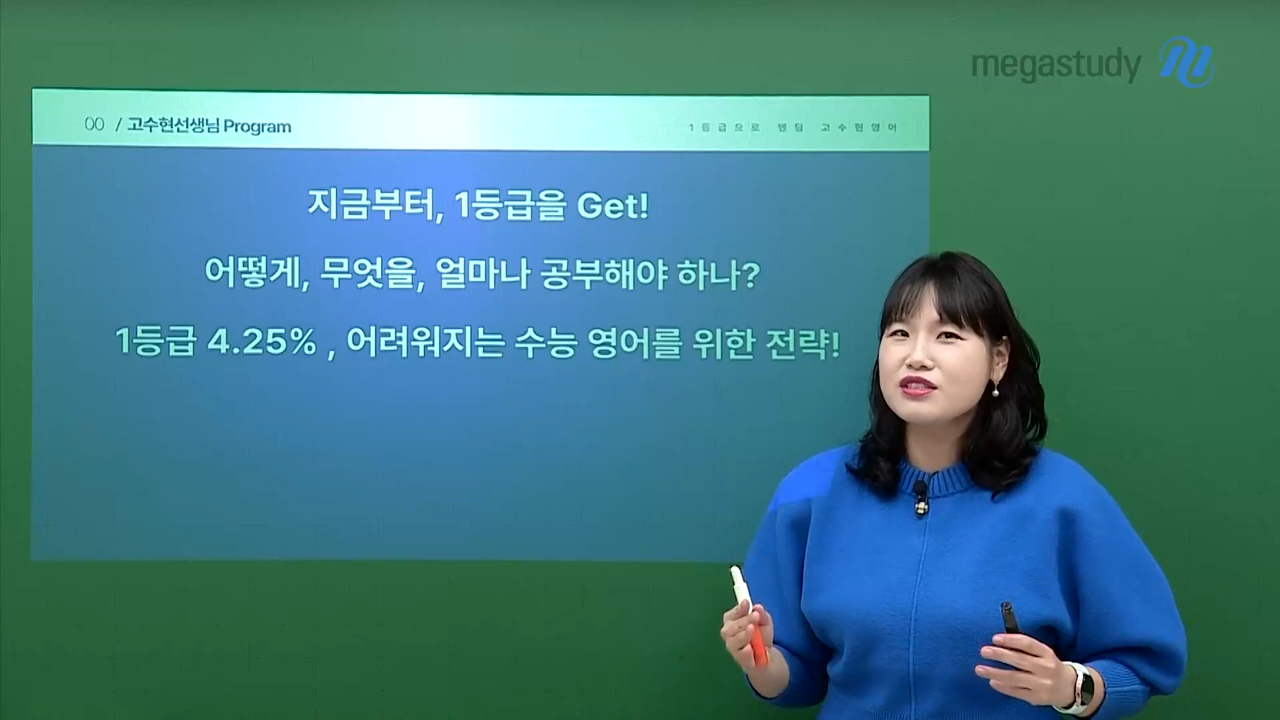 megastudy
00 / 고수현선생님 Program
1등급으로 엔딩 고수현영어
지금부터, 1등급을 Get!
어떻게, 무엇을, 얼마나 공부해야 하나?
1등급 4.25% , 어려워지는 수능 영어를 위한 전략!